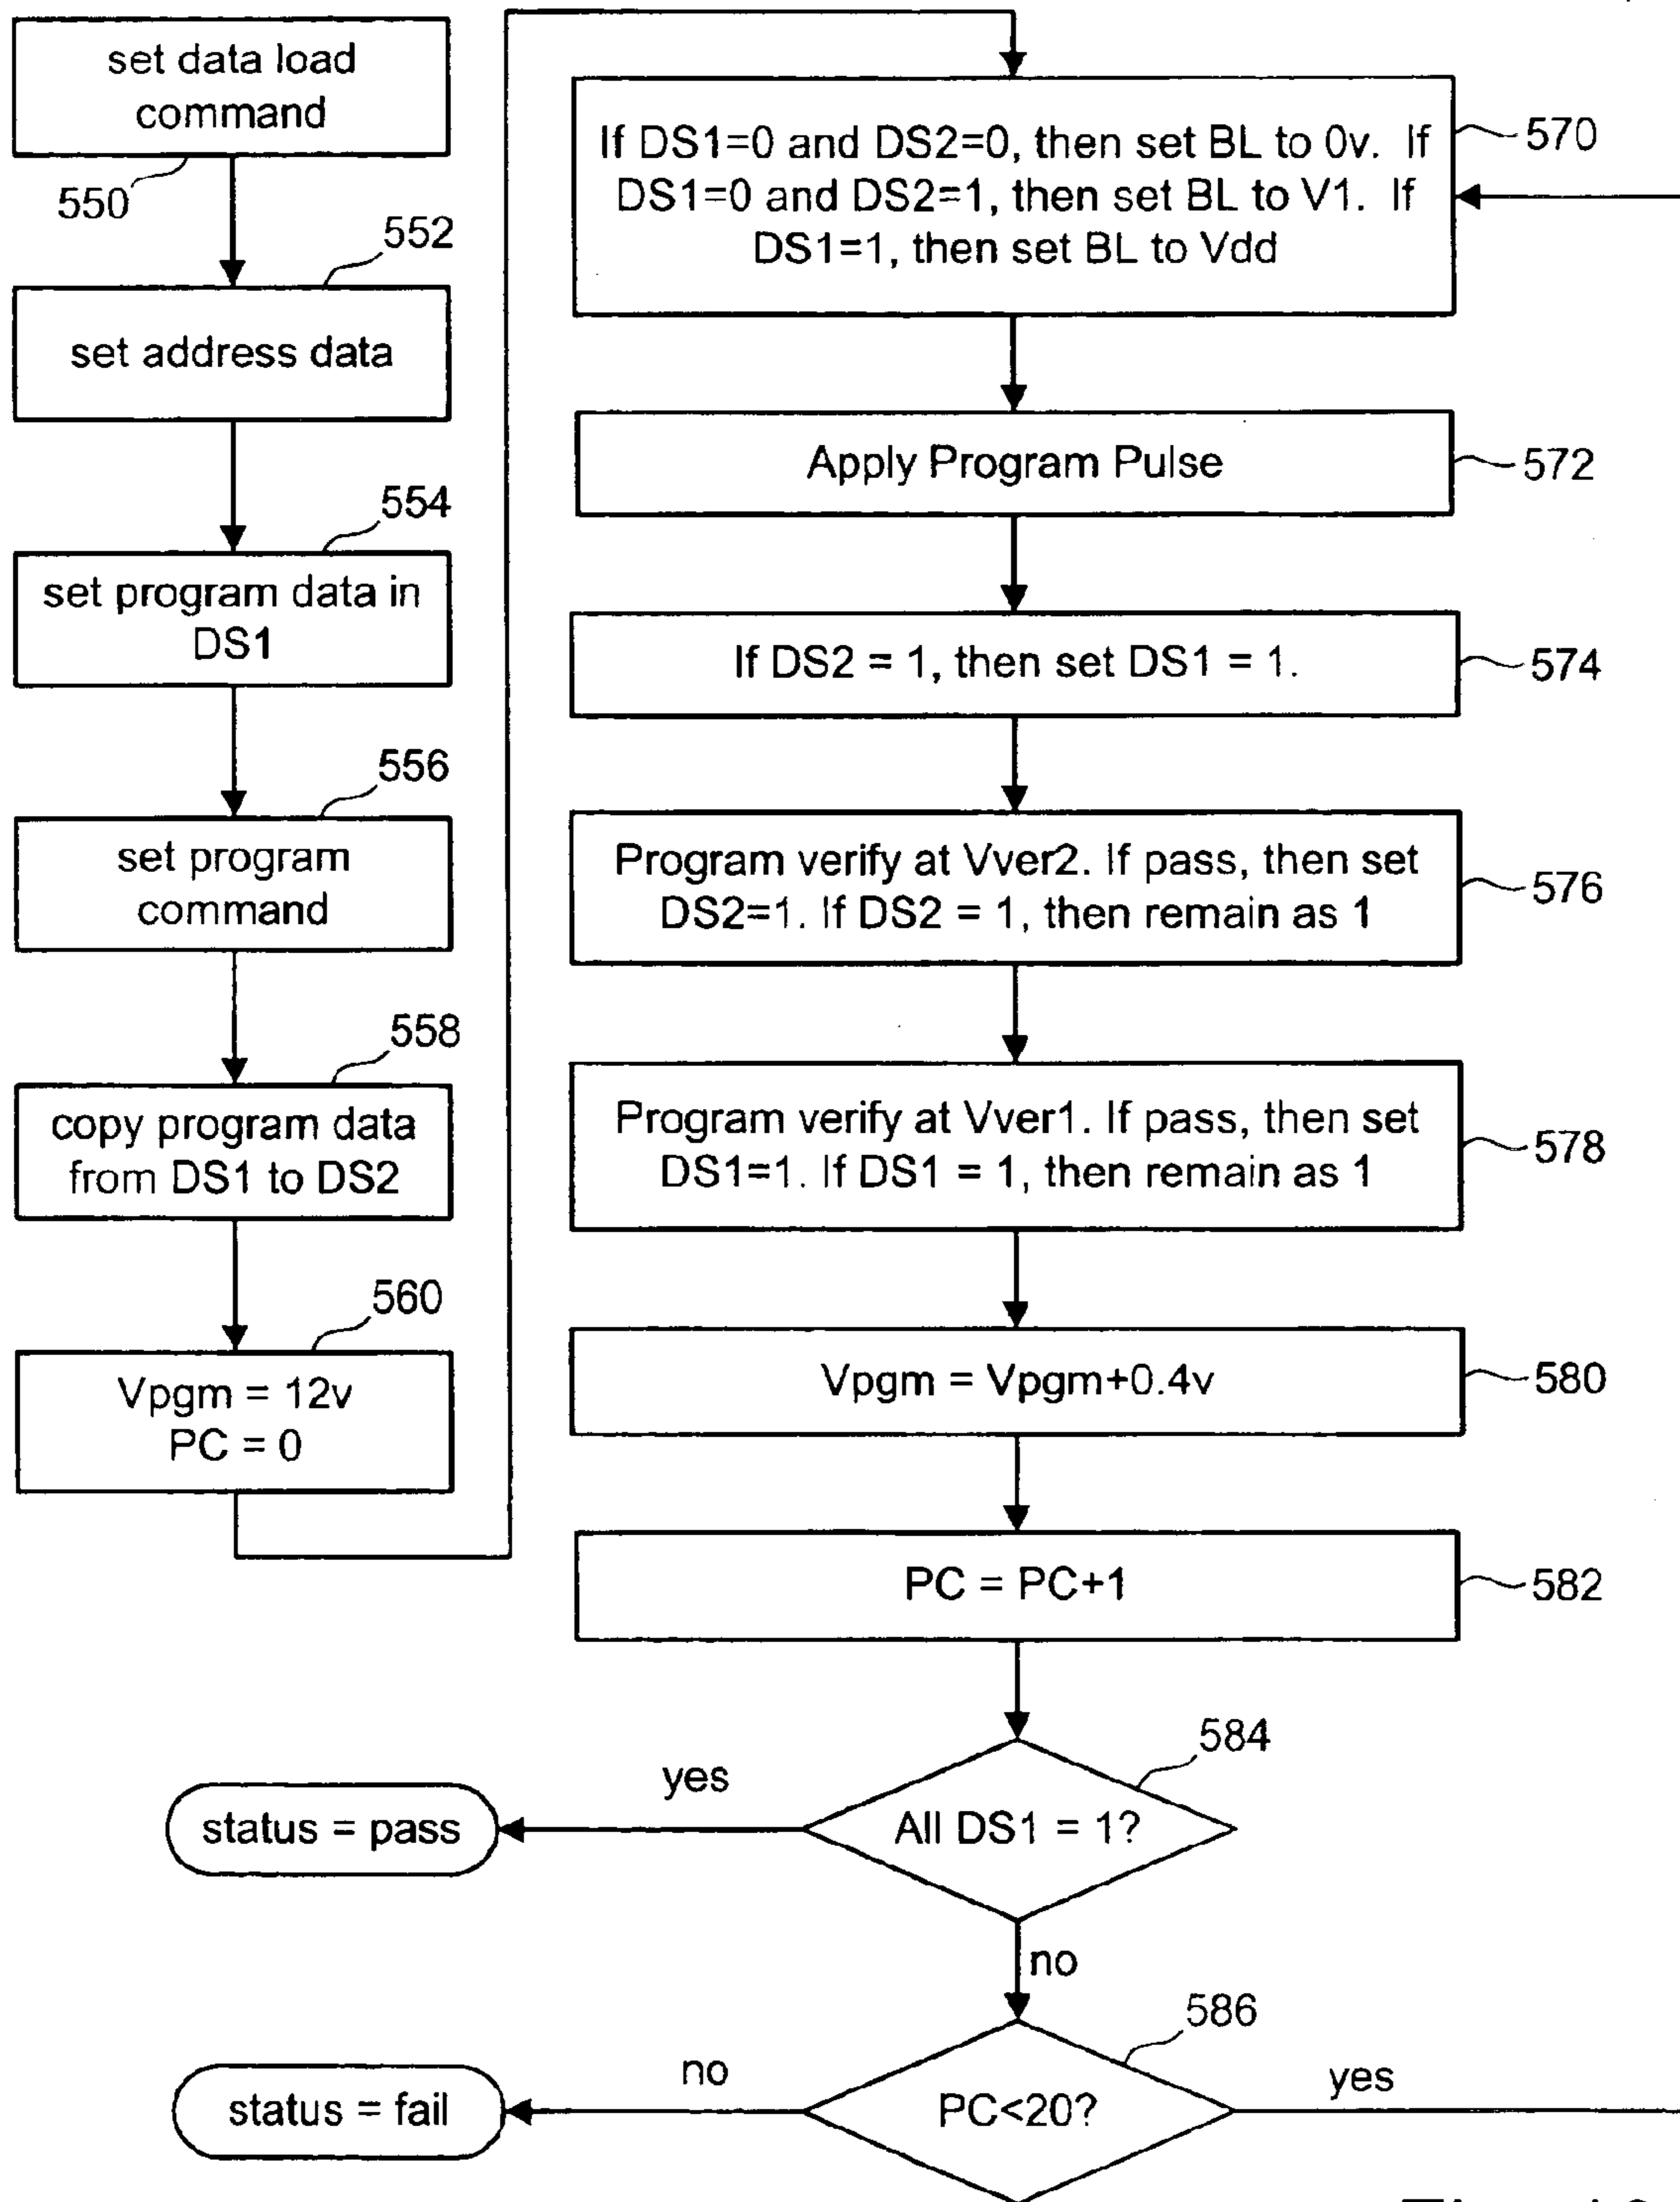 set data load
command
550
552
set address data
554
set program data in
DS1
556
set program
command
558
copy program data
from DS1 to DS2
560
Vpgm = 12v
PC = 0
If DS1=0 and DS2=0, then set BL to 0v. If
DS1=0 and DS2=1, then set BL to V1. If
DS1=1, then set BL to Vdd
570
Apply Program Pulse
572
If DS2 = 1, then set DS1 = 1.
574
Program verify at Vver2. If pass, then set
DS2=1. If DS2 = 1, then remain as 1
576
Program verify at Vver1. If pass, then set
DS1=1. If DS1 = 1, then remain as 1
578
Vpgm = Vpgm+0.4v
580
PC = PC+1
582
584
All DS1 = 1?
yes
status = pass
no
586
PC<20?
no
status = fail
yes